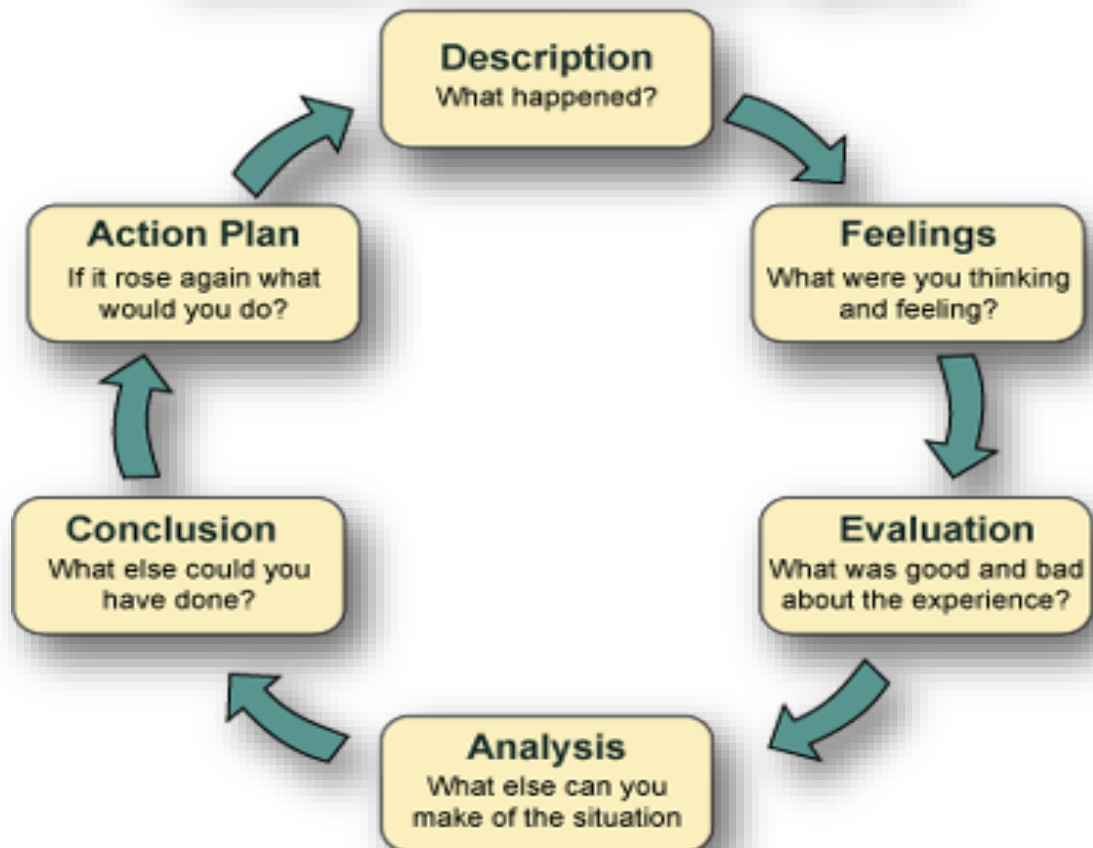 Description
What happened?
Feelings
What were you thinking
and feeling?
Evaluation
What was good and bad
about the experience?
Analysis
What else can you
make of the situation
Conclusion
What else could you
have done?
Action Plan
If it rose again what
would you do?